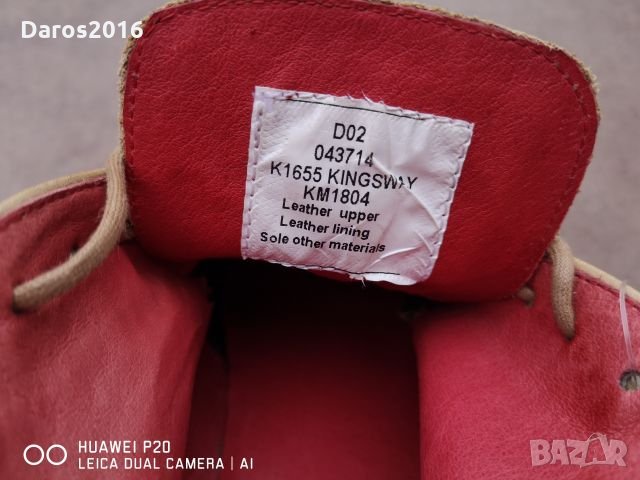 Daros2016
D02
043714
K1655 KINGSWAY
KM1804
Leather upper
Leather lining
Sole other materials
HUAWEI P20
LEICA DUAL CAMERA | AI
BAZAR